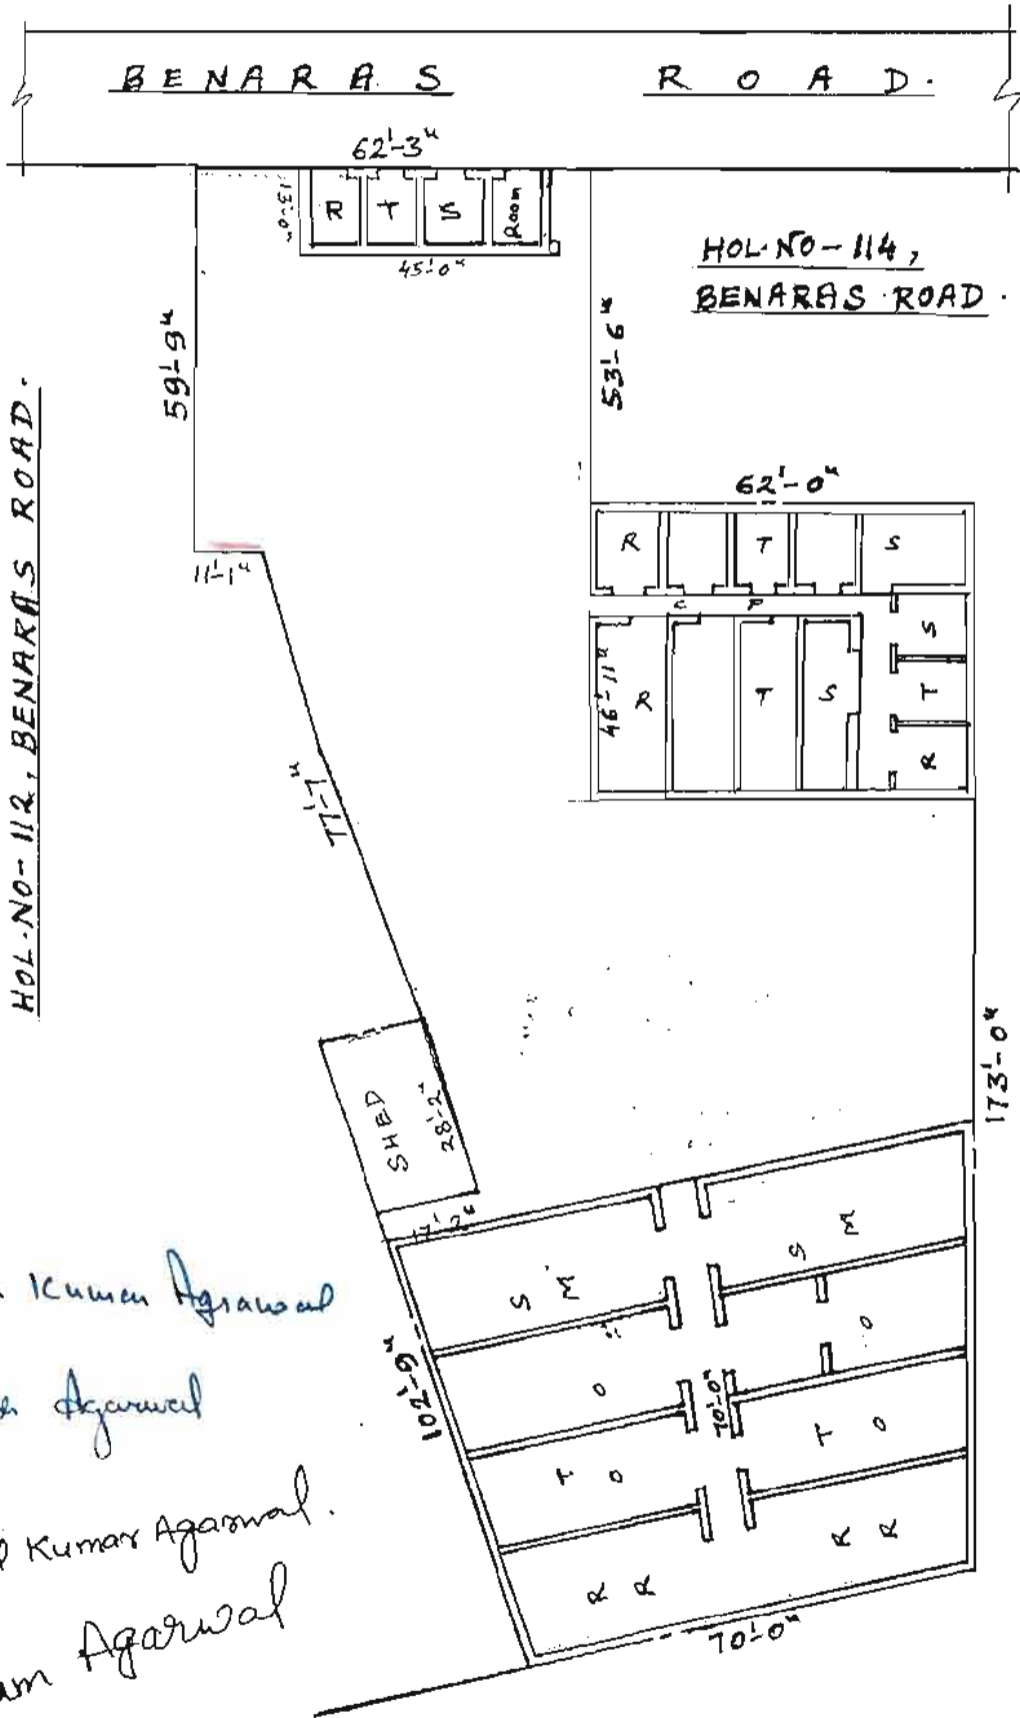 BENARAS ROAD.
62'-3"
13'-0"
R T S Room
45'-0"
HOL. NO - 114,
BENARAS ROAD.
59'-9"
53'-6"
HOL. NO - 112, BENARAS ROAD.
62'-0"
R T S
11'-1"
C P
S
46'-11"
R T S
T
R
77'-7"
173'-0"
SHED
28'-2"
17'-2"
S M
S M
O
O
102'-9"
70'-0"
T O
T O
R R
R R
70'-0"
Kumar Agrawal
Agarwal
Kumar Agarwal.
Agarwal